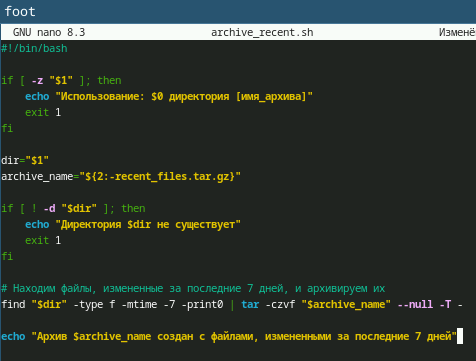 foot
GNU nano 8.3 archive_recent.sh Изменё
#!/bin/bash
if [ -z "$1" ]; then
echo "Использование: $0 директория [имя_архива]"
exit 1
fi
dir="$1"
archive_name="${2:-recent_files.tar.gz}"
if [ ! -d "$dir" ]; then
echo "Директория $dir не существует"
exit 1
fi
# Находим файлы, измененные за последние 7 дней, и архивируем их
find "$dir" -type f -mtime -7 -print0 | tar -czvf "$archive_name" --null -T -
echo "Архив $archive_name создан с файлами, измененными за последние 7 дней"